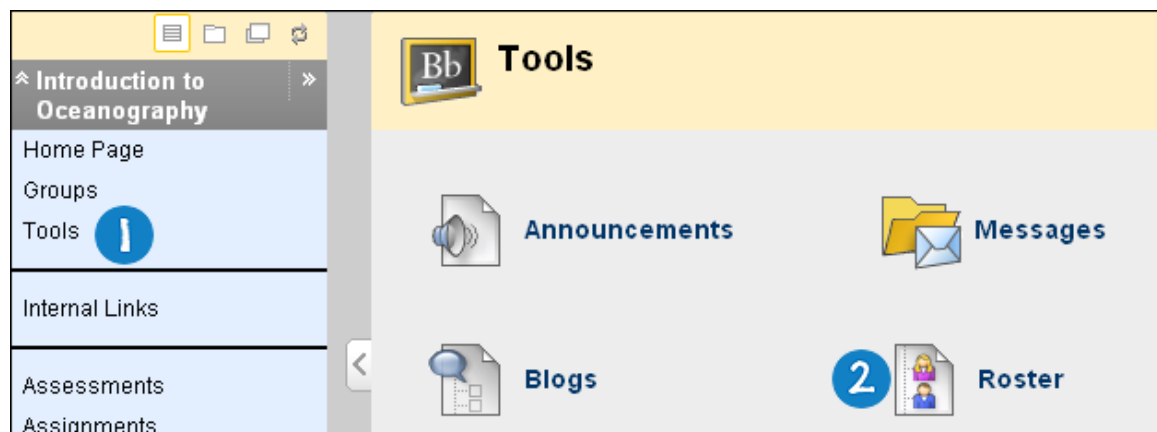 Introduction to
Oceanography
Home Page
Groups
Tools 1
Internal Links
Assessments
Assignments
Bb Tools
Announcements
Messages
Blogs
2 Roster